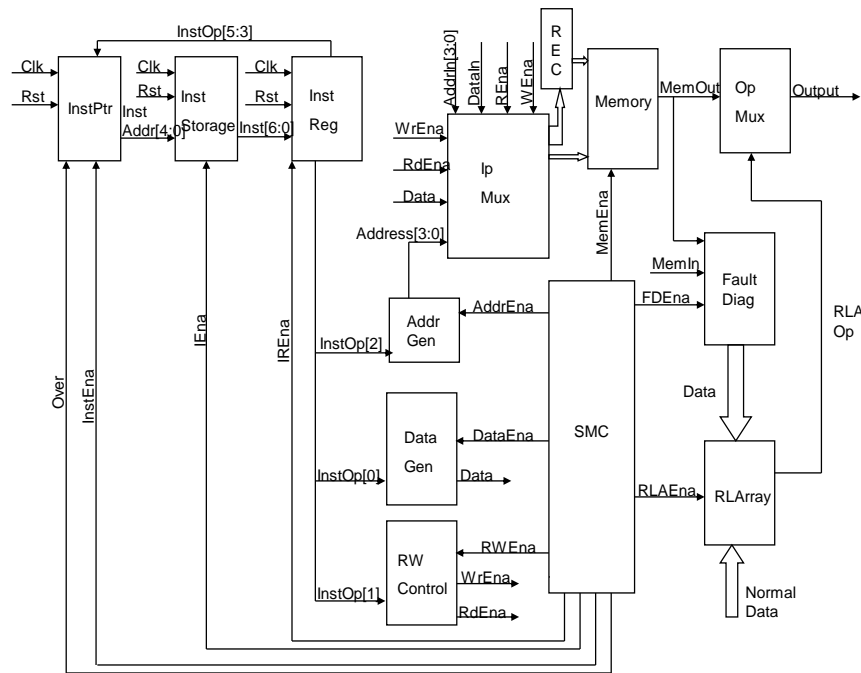 InstOp[5:3]
Clk
Rst
InstPtr
Inst
Addr[4:0]
Clk
Rst
Inst
Storage
Inst[6:0]
Clk
Rst
Inst
Reg
AddrIn[3:0]
DataIn
REna
WEna
R
E
C
WrEna
RdEna
Data
Address[3:0]
Ip
Mux
Memory
MemOut
Op
Mux
Output
MemEna
MemIn
FDEna
Fault
Diag
RLA
Op
AddrEna
Addr
Gen
InstOp[2]
Data
Data
Gen
DataEna
InstOp[0]
Data
SMC
RLAEna
RLArray
RWEna
RW
Control
WrEna
InstOp[1]
RdEna
Normal
Data
Over
InstEna
IEna
IREna